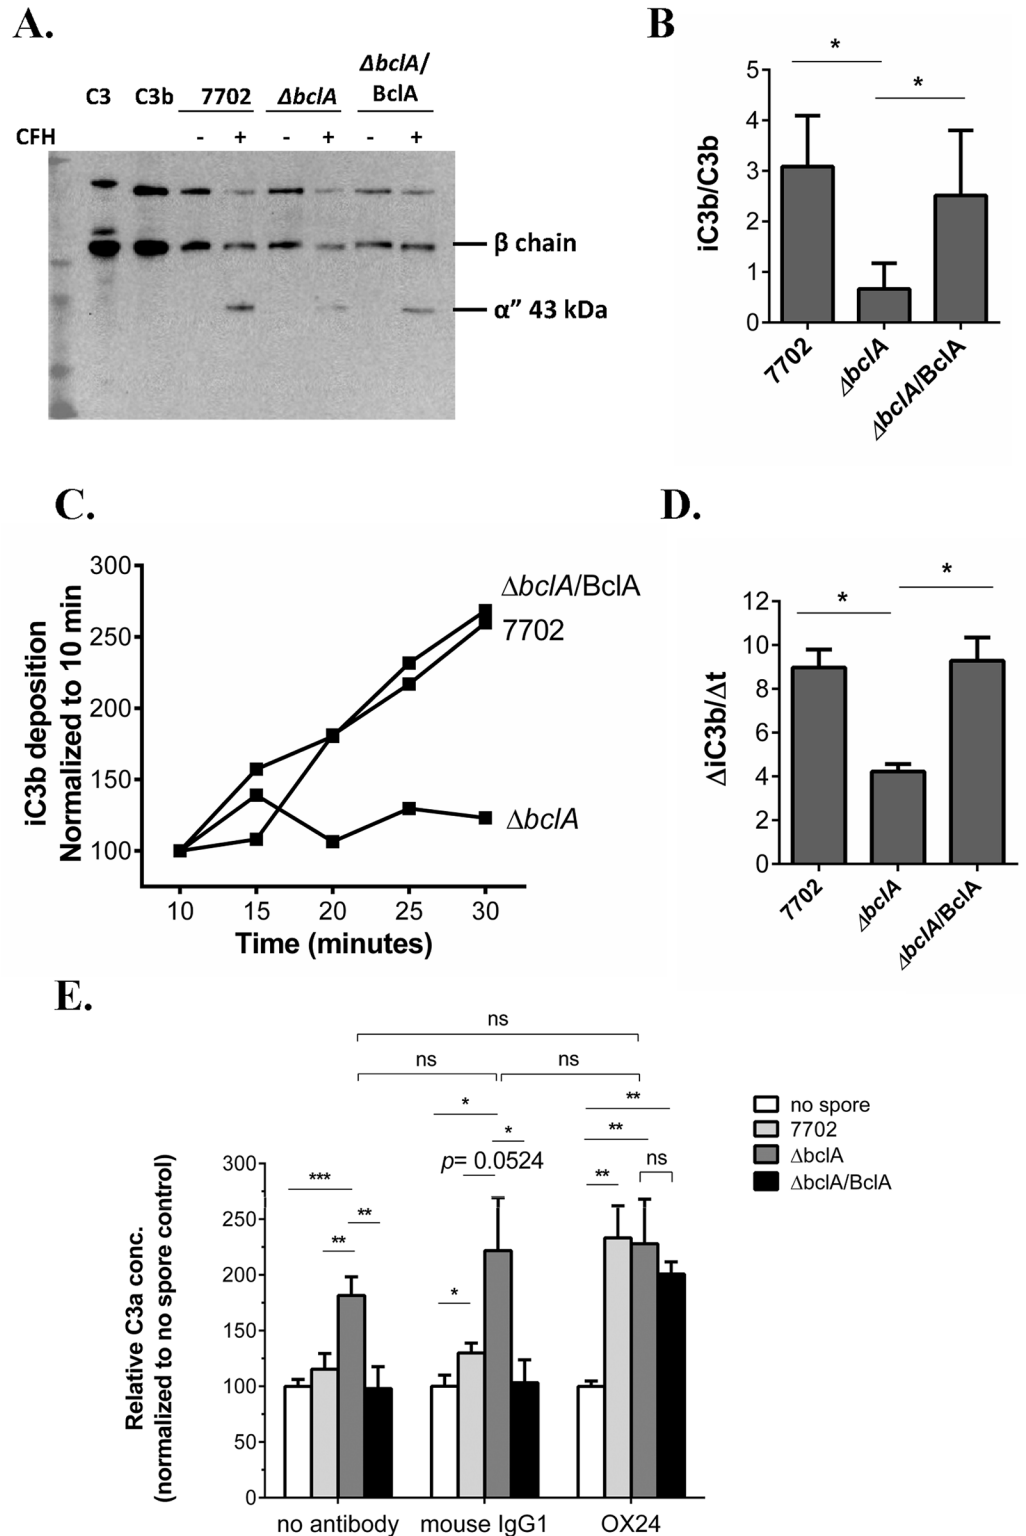 A.
C3 C3b 7702 ΔbclA ΔbclA/
BclA
CFH - + - + - +
β chain
α” 43 kDa
B
* *
iC3b/C3b
5
4
3
2
1
0
7702 ΔbclA ΔbclA/BclA
C.
iC3b deposition
Normalized to 10 min
300
250
200
150
100
ΔbclA/BclA
7702
ΔbclA
10 15 20 25 30
Time (minutes)
D.
* *
ΔiC3b/Δt
12
10
8
6
4
2
0
7702 ΔbclA ΔbclA/BclA
E.
ns
ns ns
* **
* **
p= 0.0524 ns
*** ** ** * **
Relative C3a conc.
(normalized to no spore control)
300
250
200
150
100
50
0
no antibody mouse IgG1 OX24
no spore
7702
ΔbclA
ΔbclA/BclA